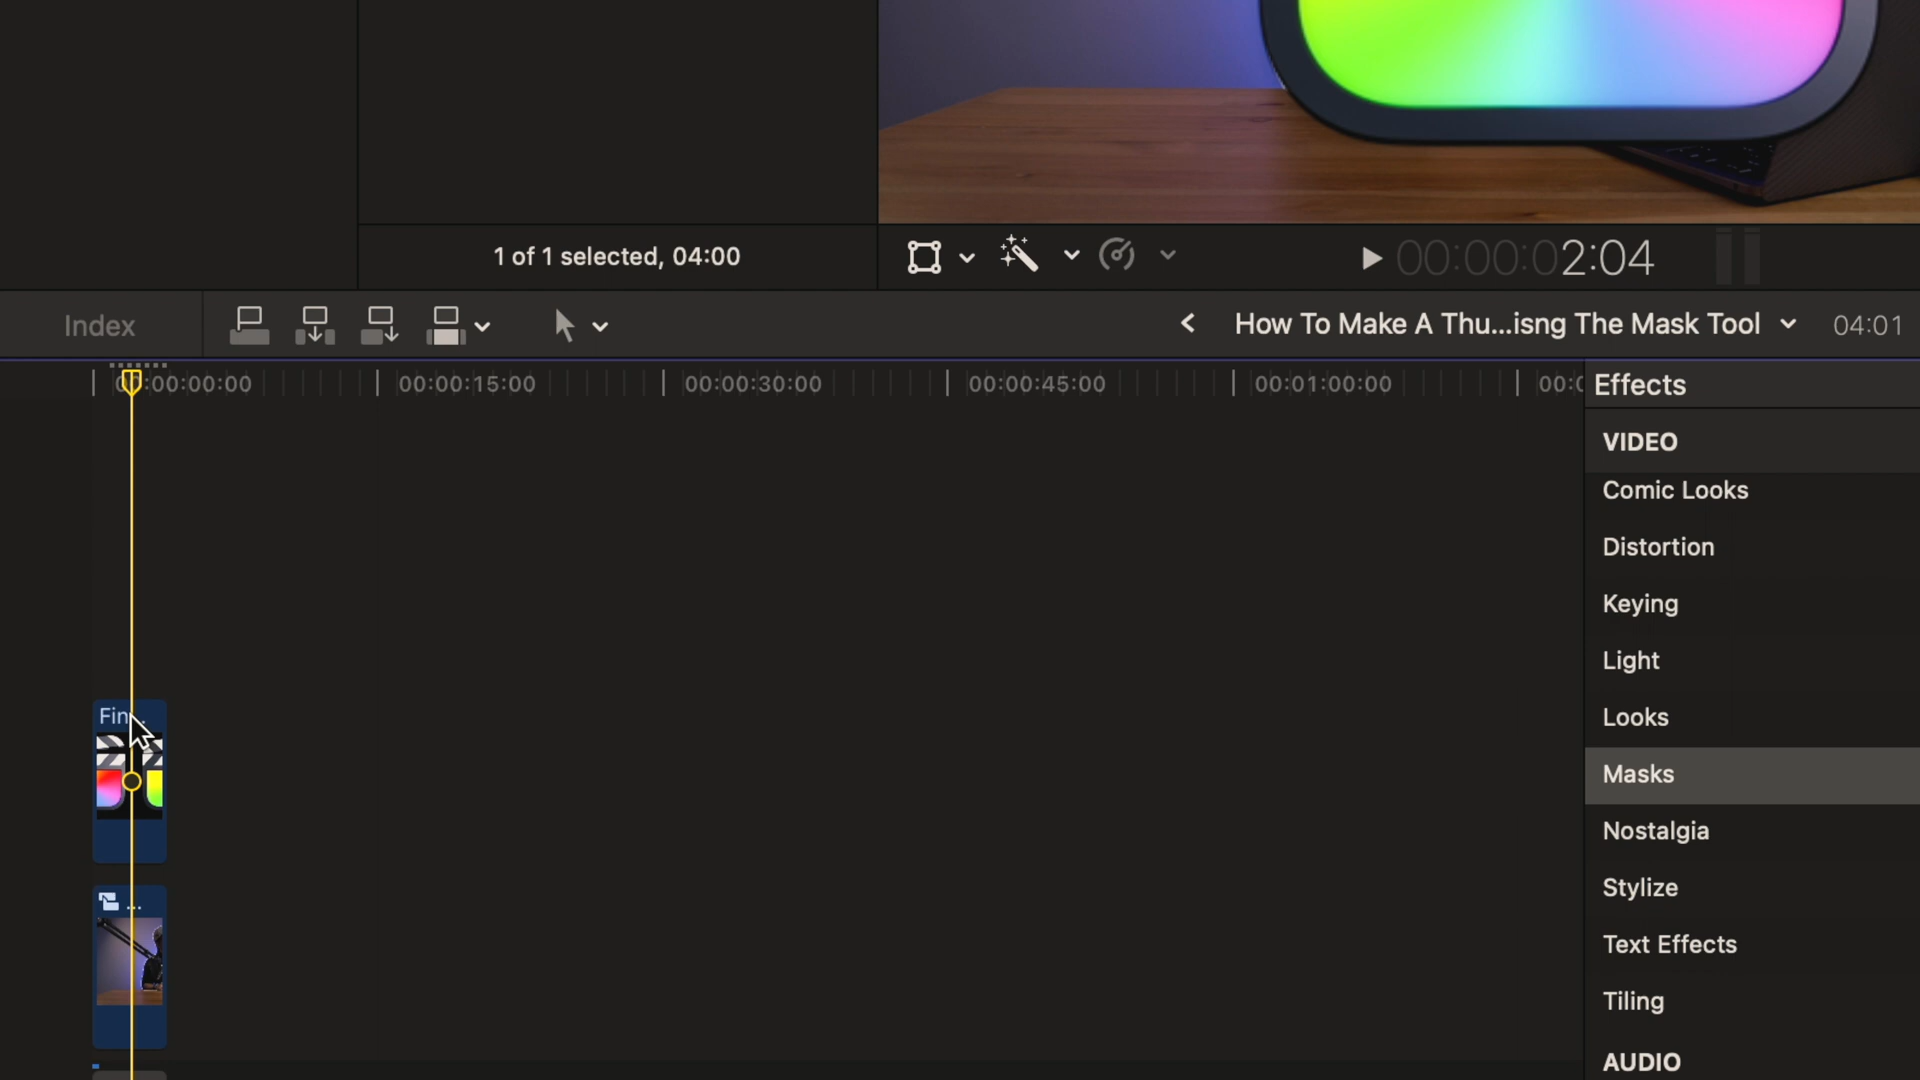 1 of 1 selected, 04:00
00:00:02:04
Index
How To Make A Thu...isng The Mask Tool
04:01
00:00:00:00
00:00:15:00
00:00:30:00
00:00:45:00
00:01:00:00
Effects
VIDEO
Comic Looks
Distortion
Keying
Light
Looks
Masks
Nostalgia
Stylize
Text Effects
Tiling
AUDIO
Fin...
...